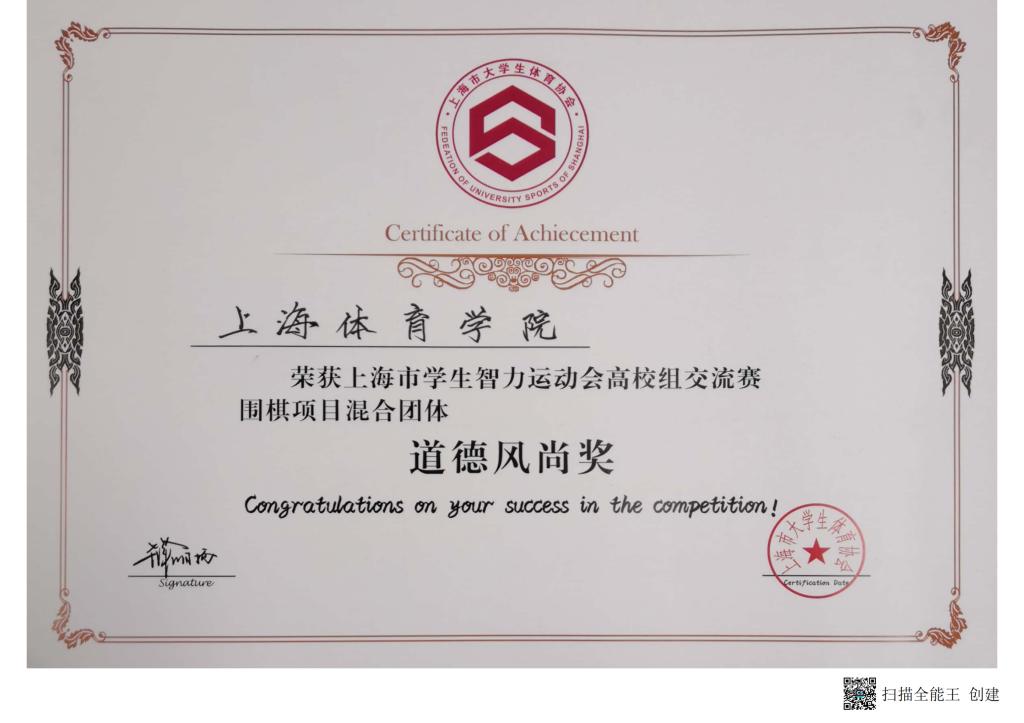 上海市大学生体育协会
FEDEATION OF UNIVERSITY SPORTS OF SHANGHAI
Certificate of Achiecement
上海体育学院
荣获上海市学生智力运动会高校组交流赛
围棋项目混合团体
道德风尚奖
Congratulations on your success in the competition!
上海市大学生体育协会
Signature
Certification Date
扫描全能王 创建